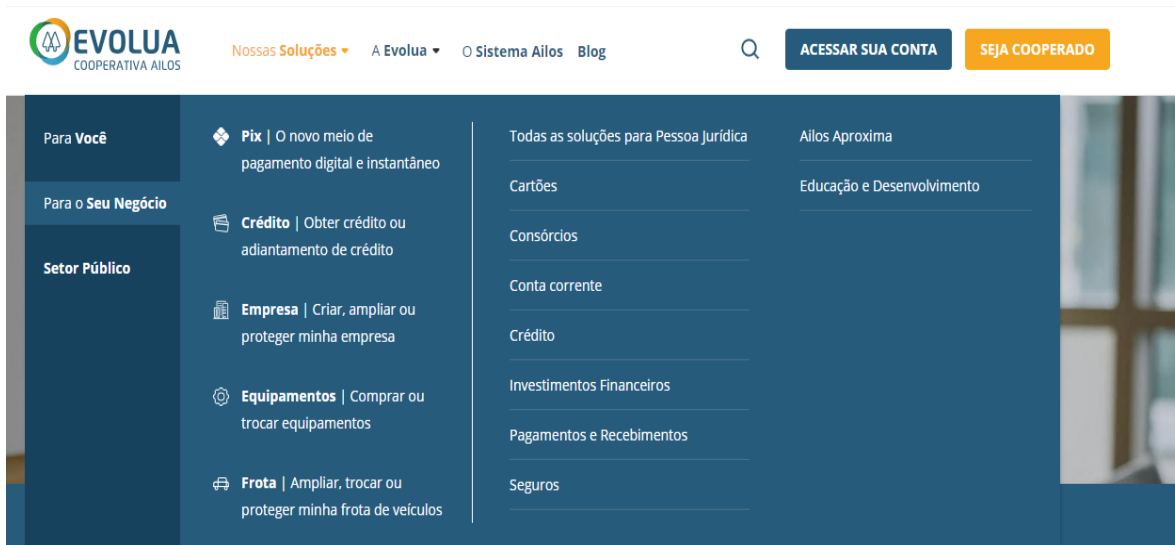 EVOLUA
COOPERATIVA AILOS
Nossas Soluções
A Evolua
O Sistema Ailos
Blog
ACESSAR SUA CONTA
SEJA COOPERADO
Para Você
Para o Seu Negócio
Setor Público
Pix | O novo meio de
pagamento digital e instantâneo
Crédito | Obter crédito ou
adiantamento de crédito
Empresa | Criar, ampliar ou
proteger minha empresa
Equipamentos | Comprar ou
trocar equipamentos
Frota | Ampliar, trocar ou
proteger minha frota de veículos
Todas as soluções para Pessoa Jurídica
Cartões
Consórcios
Conta corrente
Crédito
Investimentos Financeiros
Pagamentos e Recebimentos
Seguros
Ailos Aproxima
Educação e Desenvolvimento